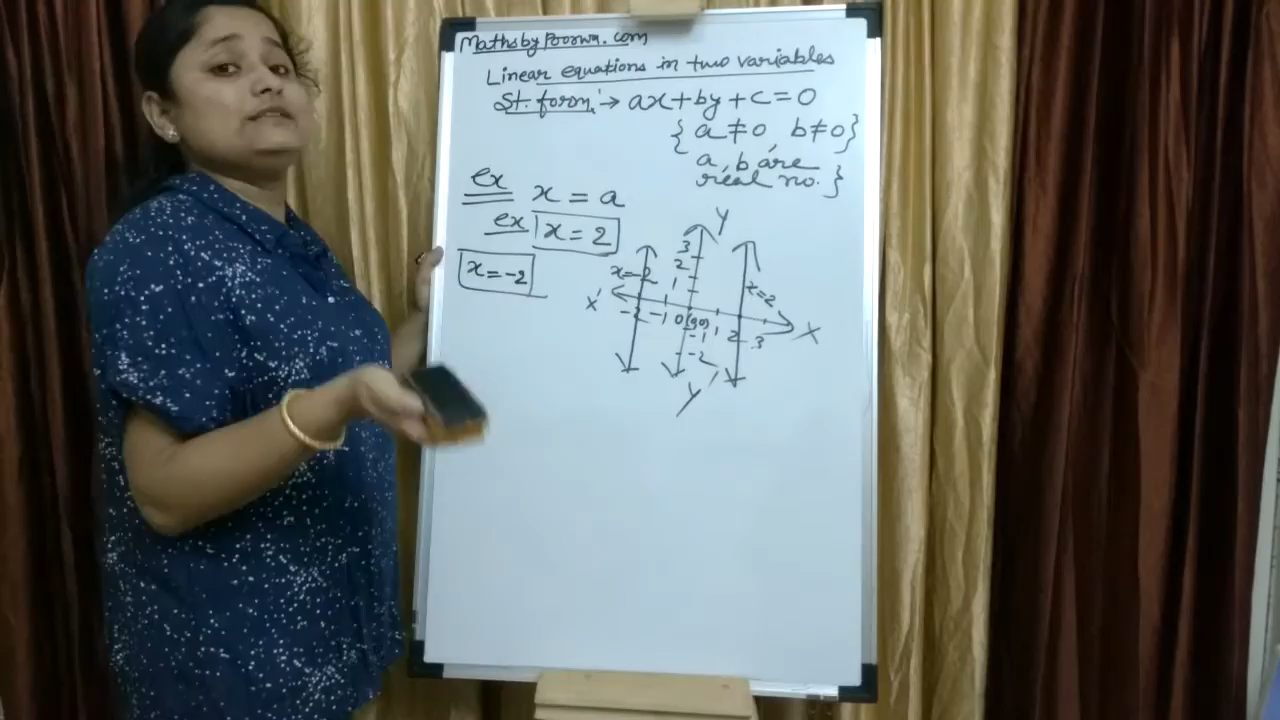 Mathsbypoorva.com
Linear equations in two variables
St. form:→ ax+by+c=0
{a≠0, b≠0}
a, b are
real no.}
ex x = a
ex x = 2
x=-2
Y
3
2
1
x=-2
x=2
X'
-2 -1 0(0,0) 1 2 3
X
-1
-2
Y'